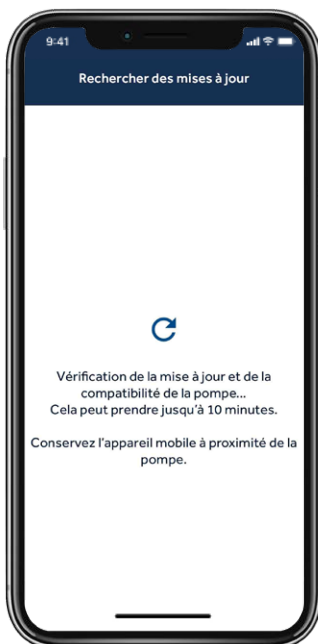 9:41
Rechercher des mises à jour
Vérification de la mise à jour et de la
compatibilité de la pompe...
Cela peut prendre jusqu'à 10 minutes.
Conservez l'appareil mobile à proximité de la
pompe.